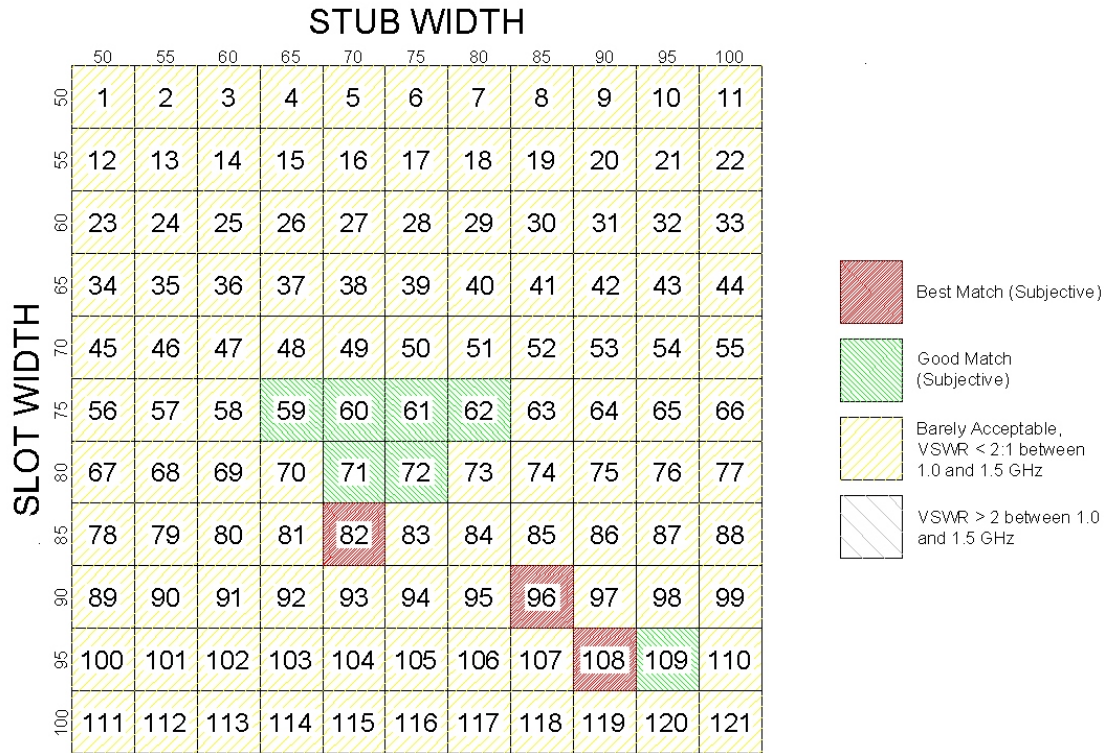 STUB WIDTH
50 55 60 65 70 75 80 85 90 95 100
SLOT WIDTH
50 1 2 3 4 5 6 7 8 9 10 11
55 12 13 14 15 16 17 18 19 20 21 22
60 23 24 25 26 27 28 29 30 31 32 33
65 34 35 36 37 38 39 40 41 42 43 44
70 45 46 47 48 49 50 51 52 53 54 55
75 56 57 58 59 60 61 62 63 64 65 66
80 67 68 69 70 71 72 73 74 75 76 77
85 78 79 80 81 82 83 84 85 86 87 88
90 89 90 91 92 93 94 95 96 97 98 99
95 100 101 102 103 104 105 106 107 108 109 110
100 111 112 113 114 115 116 117 118 119 120 121
Best Match (Subjective)
Good Match
(Subjective)
Barely Acceptable,
VSWR < 2:1 between
1.0 and 1.5 GHz
VSWR > 2 between 1.0
and 1.5 GHz